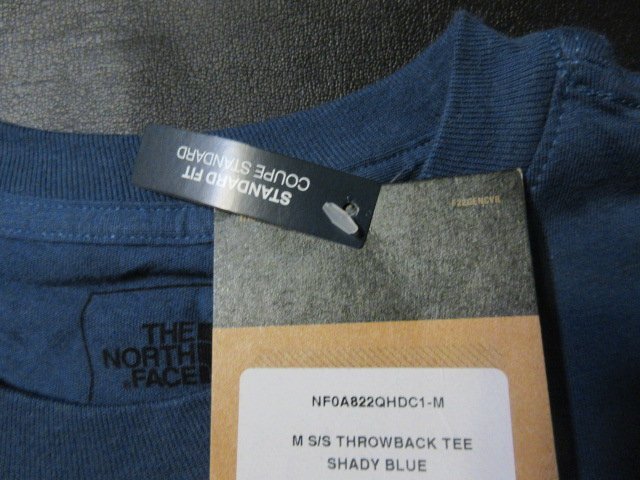 STANDARD FIT
COUPE STANDARD
THE
NORTH
FACE
NF0A822QHDC1-M
M S/S THROWBACK TEE
SHADY BLUE